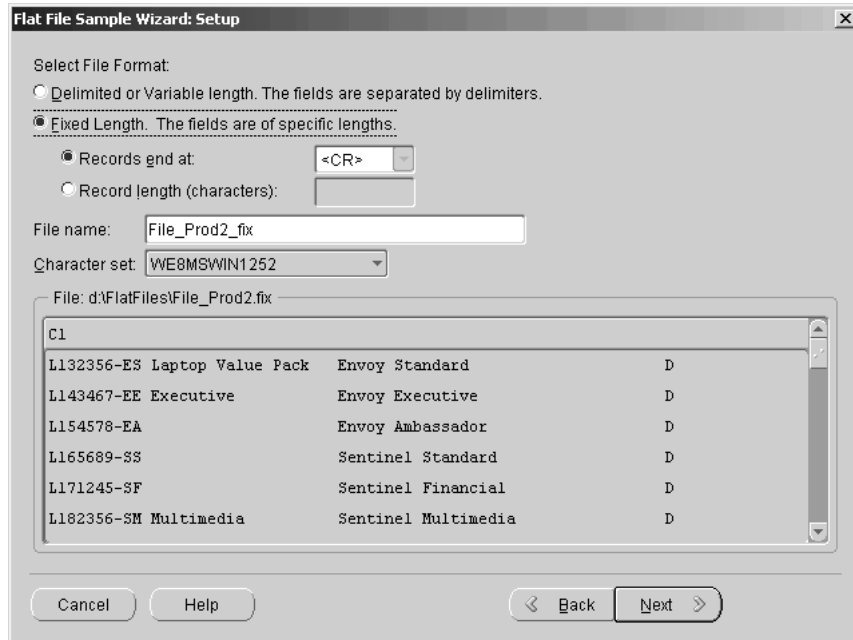 Flat File Sample Wizard: Setup
Select File Format:
Delimited or Variable length. The fields are separated by delimiters.
Fixed Length. The fields are of specific lengths.
Records end at: <CR>
Record length (characters):
File name: File_Prod2_fix
Character set: WE8MSWIN1252
File: d:\FlatFiles\File_Prod2.fix
C1
L132356-ES Laptop Value Pack Envoy Standard D
L143467-EE Executive Envoy Executive D
L154578-EA Envoy Ambassador D
L165689-SS Sentinel Standard D
L171245-SF Sentinel Financial D
L182356-SM Multimedia Sentinel Multimedia D
Cancel Help Back Next